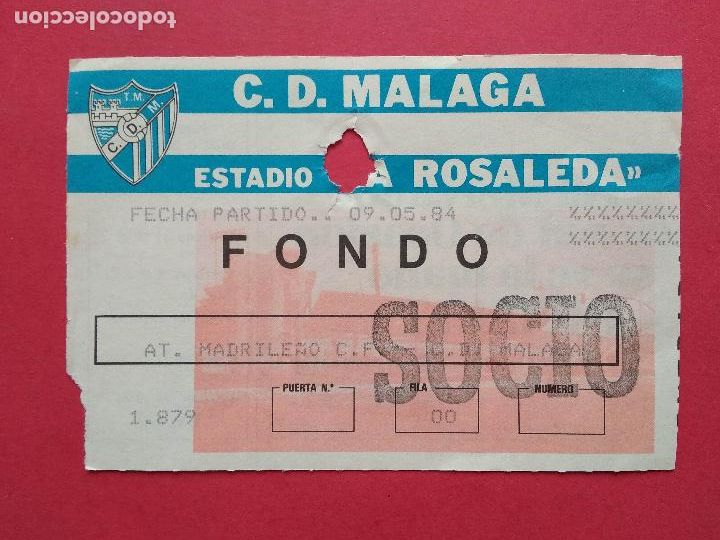 todocoleccion
T.M.
C. D. M.
C. D. MALAGA
ESTADIO A ROSALEDA»
FECHA PARTIDO.. 09.05.84
FONDO
SOCIO
AT. MADRILEÑO C.F. - C.D. MALAGA
PUERTA N.° FILA NUMERO
1.879 00